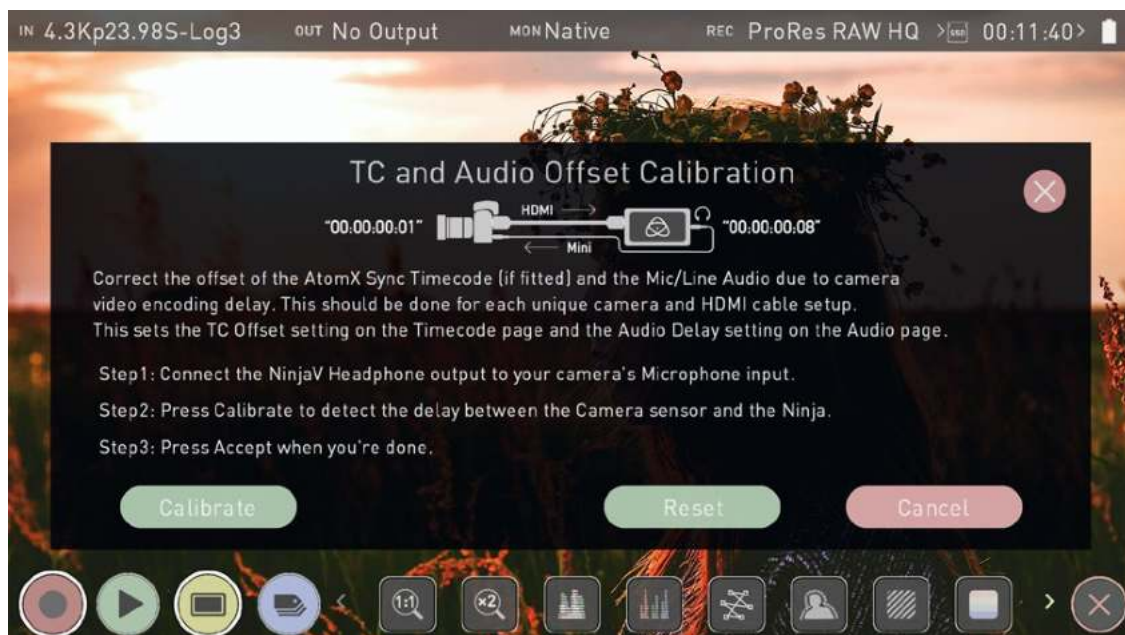 IN 4.3Kp23.98S-Log3 OUT No Output MON Native REC ProRes RAW HQ > SSD 00:11:40>
TC and Audio Offset Calibration
HDMI
"00:00:00:01" "00:00:00:08"
Mini
Correct the offset of the AtomX Sync Timecode (if fitted) and the Mic/Line Audio due to camera
video encoding delay. This should be done for each unique camera and HDMI cable setup.
This sets the TC Offset setting on the Timecode page and the Audio Delay setting on the Audio page.
Step1: Connect the NinjaV Headphone output to your camera's Microphone input.
Step2: Press Calibrate to detect the delay between the Camera sensor and the Ninja.
Step3: Press Accept when you're done.
Calibrate Reset Cancel
1:1 x2